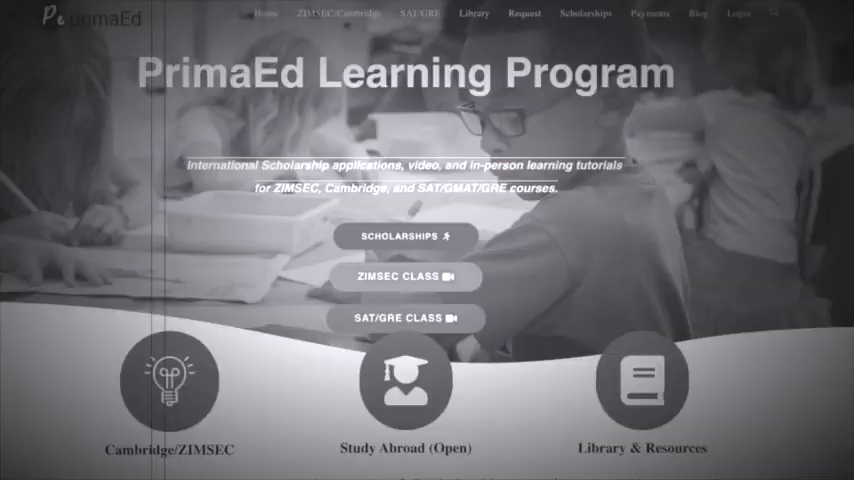 Pe primaEd
Home ZIMSEC/Cambridge SAT/GRE Library Request Scholarships Payments Blog Login
PrimaEd Learning Program
International Scholarship applications, video, and in-person learning tutorials
for ZIMSEC, Cambridge, and SAT/GMAT/GRE courses.
SCHOLARSHIPS
ZIMSEC CLASS
SAT/GRE CLASS
Cambridge/ZIMSEC Study Abroad (Open) Library & Resources